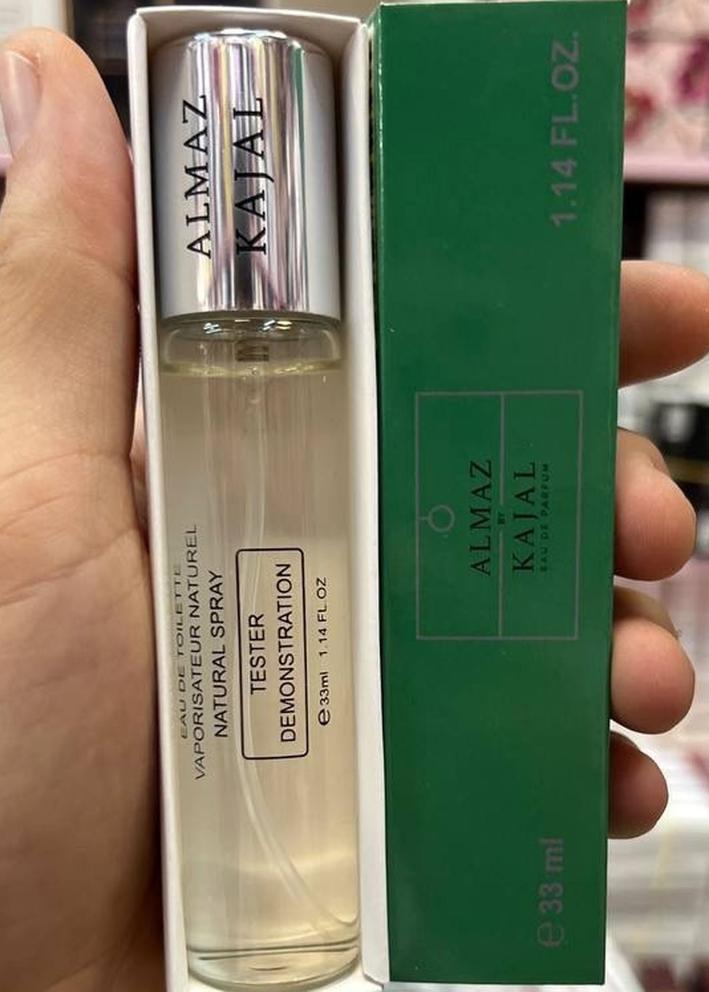 ALMAZ
KAJAL
EAU DE TOILETTE
VAPORISATEUR NATUREL
NATURAL SPRAY
TESTER
DEMONSTRATION
e 33ml 1.14 FL.OZ
1.14 FL.OZ.
ALMAZ
BY
KAJAL
EAU DE PARFUM
e 33 ml